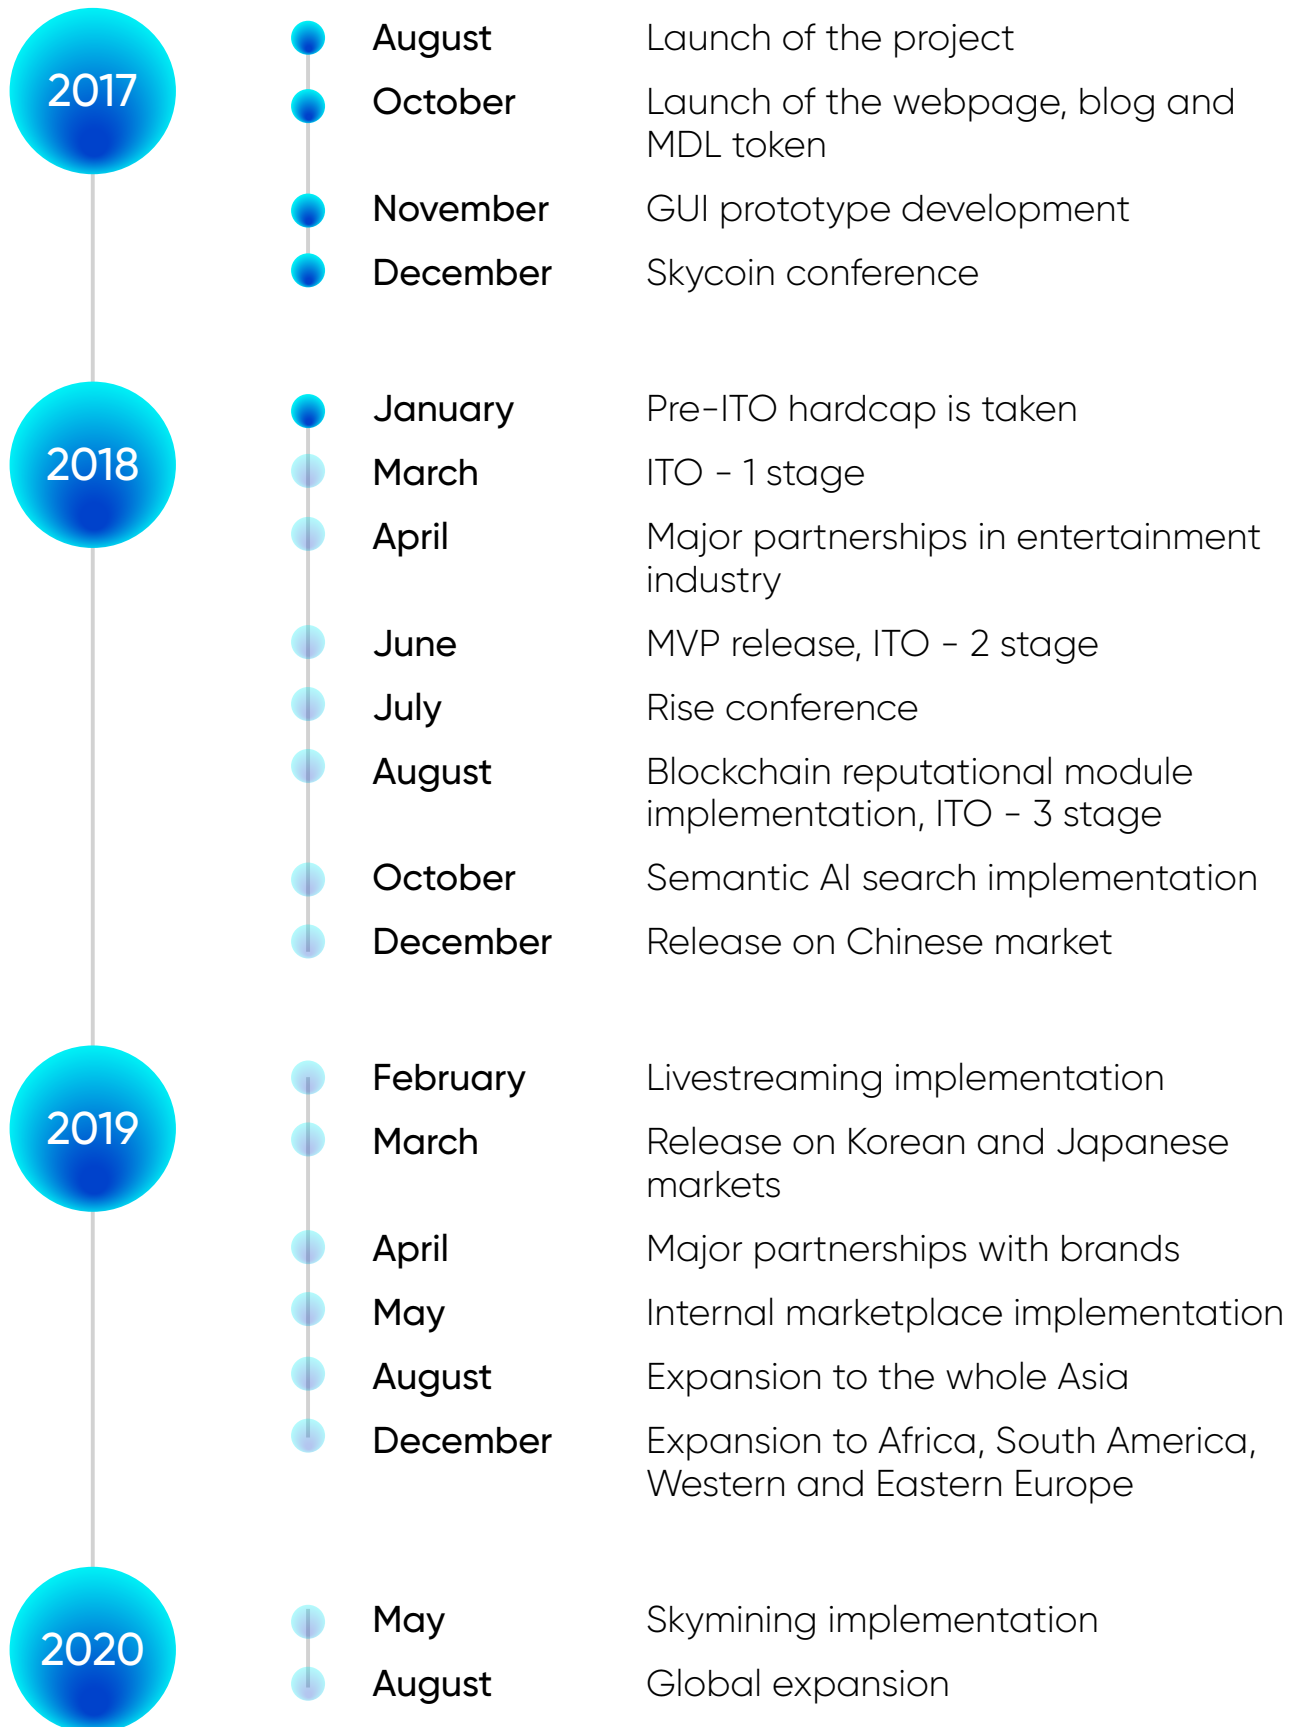 2017
August
Launch of the project
October
Launch of the webpage, blog and
MDL token
November
GUI prototype development
December
Skycoin conference
2018
January
Pre-ITO hardcap is taken
March
ITO - 1 stage
April
Major partnerships in entertainment
industry
June
MVP release, ITO - 2 stage
July
Rise conference
August
Blockchain reputational module
implementation, ITO - 3 stage
October
Semantic AI search implementation
December
Release on Chinese market
2019
February
Livestreaming implementation
March
Release on Korean and Japanese
markets
April
Major partnerships with brands
May
Internal marketplace implementation
August
Expansion to the whole Asia
December
Expansion to Africa, South America,
Western and Eastern Europe
2020
May
Skymining implementation
August
Global expansion